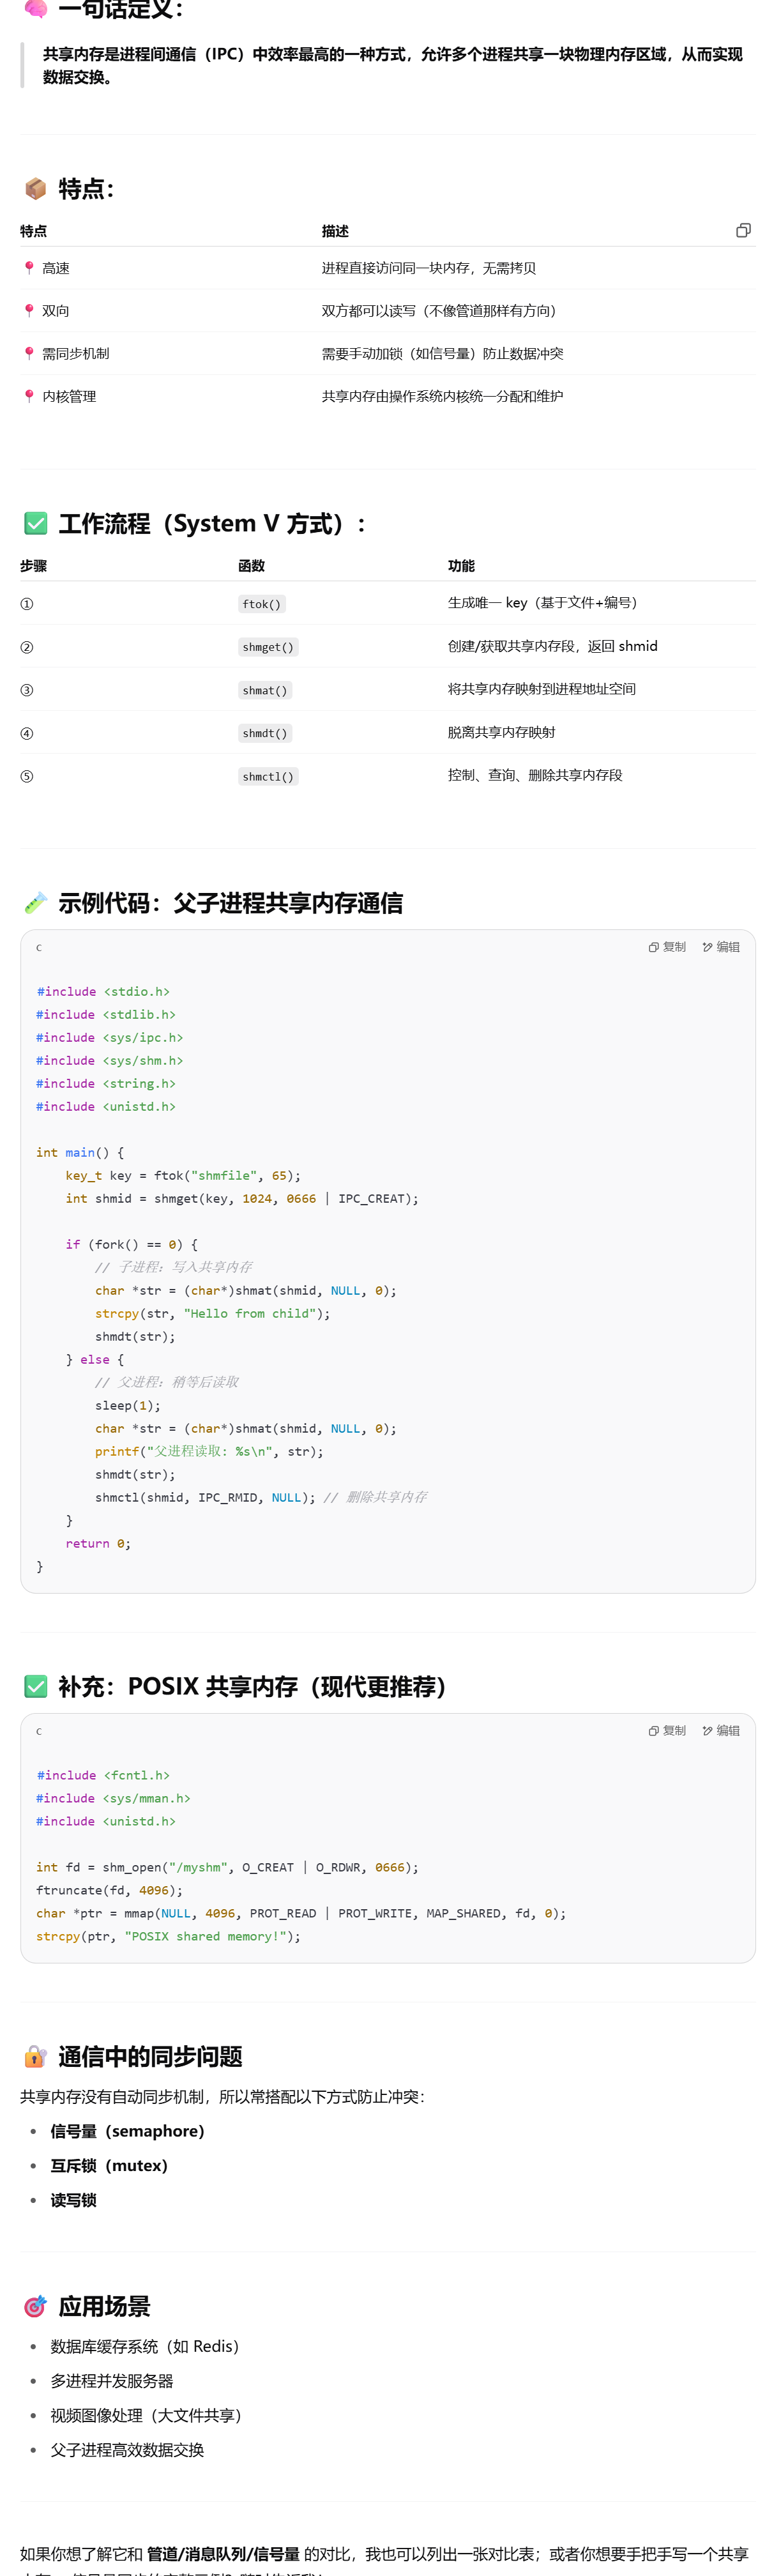 🧠 一句话定义：
共享内存是进程间通信（IPC）中效率最高的一种方式，允许多个进程共享一块物理内存区域，从而实现
数据交换。
📦 特点：
特点 描述
📍 高速 进程直接访问同一块内存，无需拷贝
📍 双向 双方都可以读写（不像管道那样有方向）
📍 需同步机制 需要手动加锁（如信号量）防止数据冲突
📍 内核管理 共享内存由操作系统内核统一分配和维护
✅ 工作流程（System V 方式）：
步骤 函数 功能
① ftok() 生成唯一 key（基于文件+编号）
② shmget() 创建/获取共享内存段，返回 shmid
③ shmat() 将共享内存映射到进程地址空间
④ shmdt() 脱离共享内存映射
⑤ shmctl() 控制、查询、删除共享内存段
🧪 示例代码：父子进程共享内存通信
c 复制 编辑
#include <stdio.h>
#include <stdlib.h>
#include <sys/ipc.h>
#include <sys/shm.h>
#include <string.h>
#include <unistd.h>
int main() {
    key_t key = ftok("shmfile", 65);
    int shmid = shmget(key, 1024, 0666 | IPC_CREAT);
    if (fork() == 0) {
        // 子进程：写入共享内存
        char *str = (char*)shmat(shmid, NULL, 0);
        strcpy(str, "Hello from child");
        shmdt(str);
    } else {
        // 父进程：稍等后读取
        sleep(1);
        char *str = (char*)shmat(shmid, NULL, 0);
        printf("父进程读取: %s\n", str);
        shmdt(str);
        shmctl(shmid, IPC_RMID, NULL); // 删除共享内存
    }
    return 0;
}
✅ 补充：POSIX 共享内存（现代更推荐）
c 复制 编辑
#include <fcntl.h>
#include <sys/mman.h>
#include <unistd.h>
int fd = shm_open("/myshm", O_CREAT | O_RDWR, 0666);
ftruncate(fd, 4096);
char *ptr = mmap(NULL, 4096, PROT_READ | PROT_WRITE, MAP_SHARED, fd, 0);
strcpy(ptr, "POSIX shared memory!");
🔐 通信中的同步问题
共享内存没有自动同步机制，所以常搭配以下方式防止冲突：
• 信号量（semaphore）
• 互斥锁（mutex）
• 读写锁
🎯 应用场景
• 数据库缓存系统（如 Redis）
• 多进程并发服务器
• 视频图像处理（大文件共享）
• 父子进程高效数据交换
如果你想了解它和 管道/消息队列/信号量 的对比，我也可以列出一张对比表；或者你想要手把手写一个共享